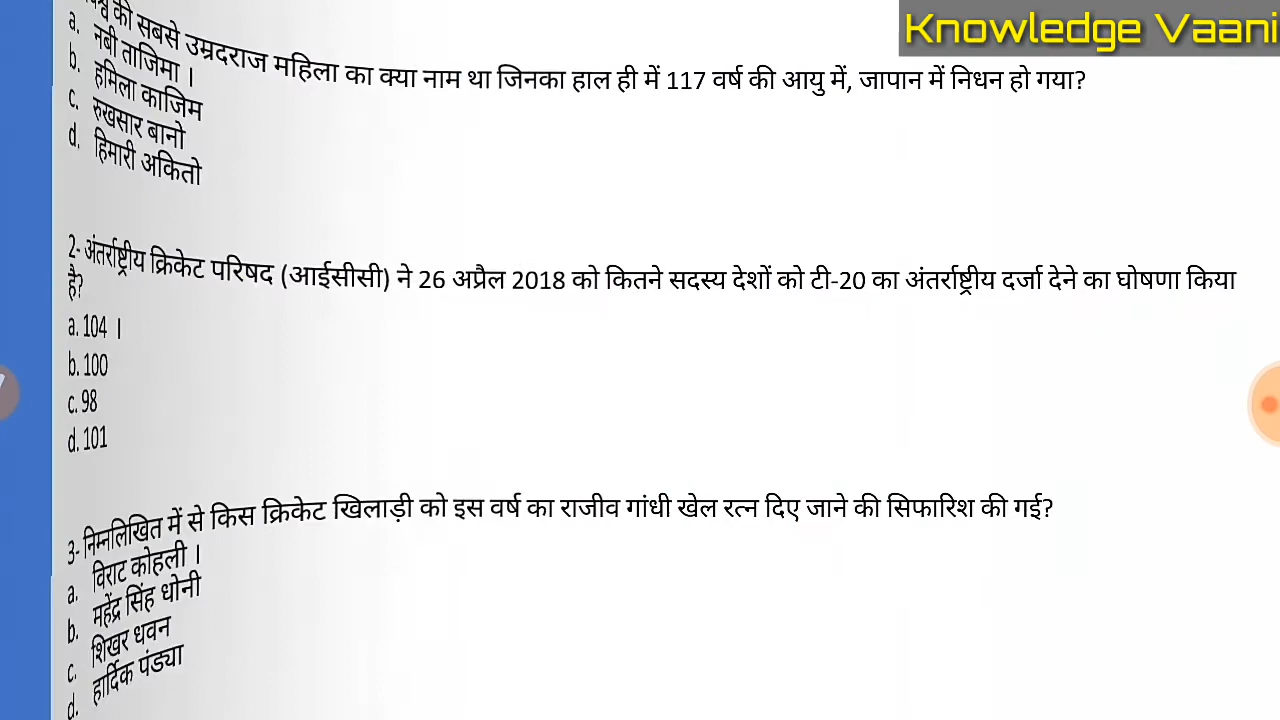 Knowledge Vaani
की सबसे उम्रदराज महिला का क्या नाम था जिनका हाल ही में 117 वर्ष की आयु में, जापान में निधन हो गया?
a. नबी ताजिमा ।
b. हमिला काजिम
c. रुखसार बानो
d. हिमारी अकितो
2- अंतर्राष्ट्रीय क्रिकेट परिषद (आईसीसी) ने 26 अप्रैल 2018 को कितने सदस्य देशों को टी-20 का अंतर्राष्ट्रीय दर्जा देने का घोषणा किया
है?
a. 104 ।
b. 100
c. 98
d. 101
3- निम्नलिखित में से किस क्रिकेट खिलाड़ी को इस वर्ष का राजीव गांधी खेल रत्न दिए जाने की सिफारिश की गई?
a. विराट कोहली ।
b. महेंद्र सिंह धोनी
c. शिखर धवन
d. हार्दिक पंड्या